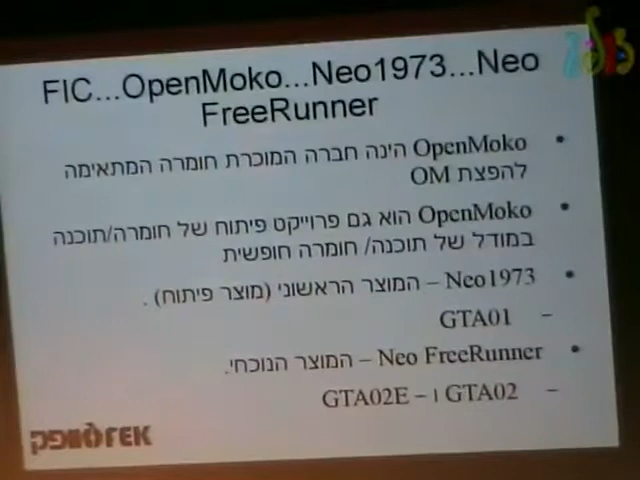 FIC...OpenMoko...Neo1973...Neo
FreeRunner
• OpenMoko הינה חברה המוכרת חומרה המתאימה
להפצת OM
• OpenMoko הוא גם פרוייקט פיתוח של חומרה/תוכנה
במודל של תוכנה/ חומרה חופשית
• Neo1973 – המוצר הראשוני (מוצר פיתוח) .
– GTA01
• Neo FreeRunner – המוצר הנוכחי.
– GTA02 ו – GTA02E